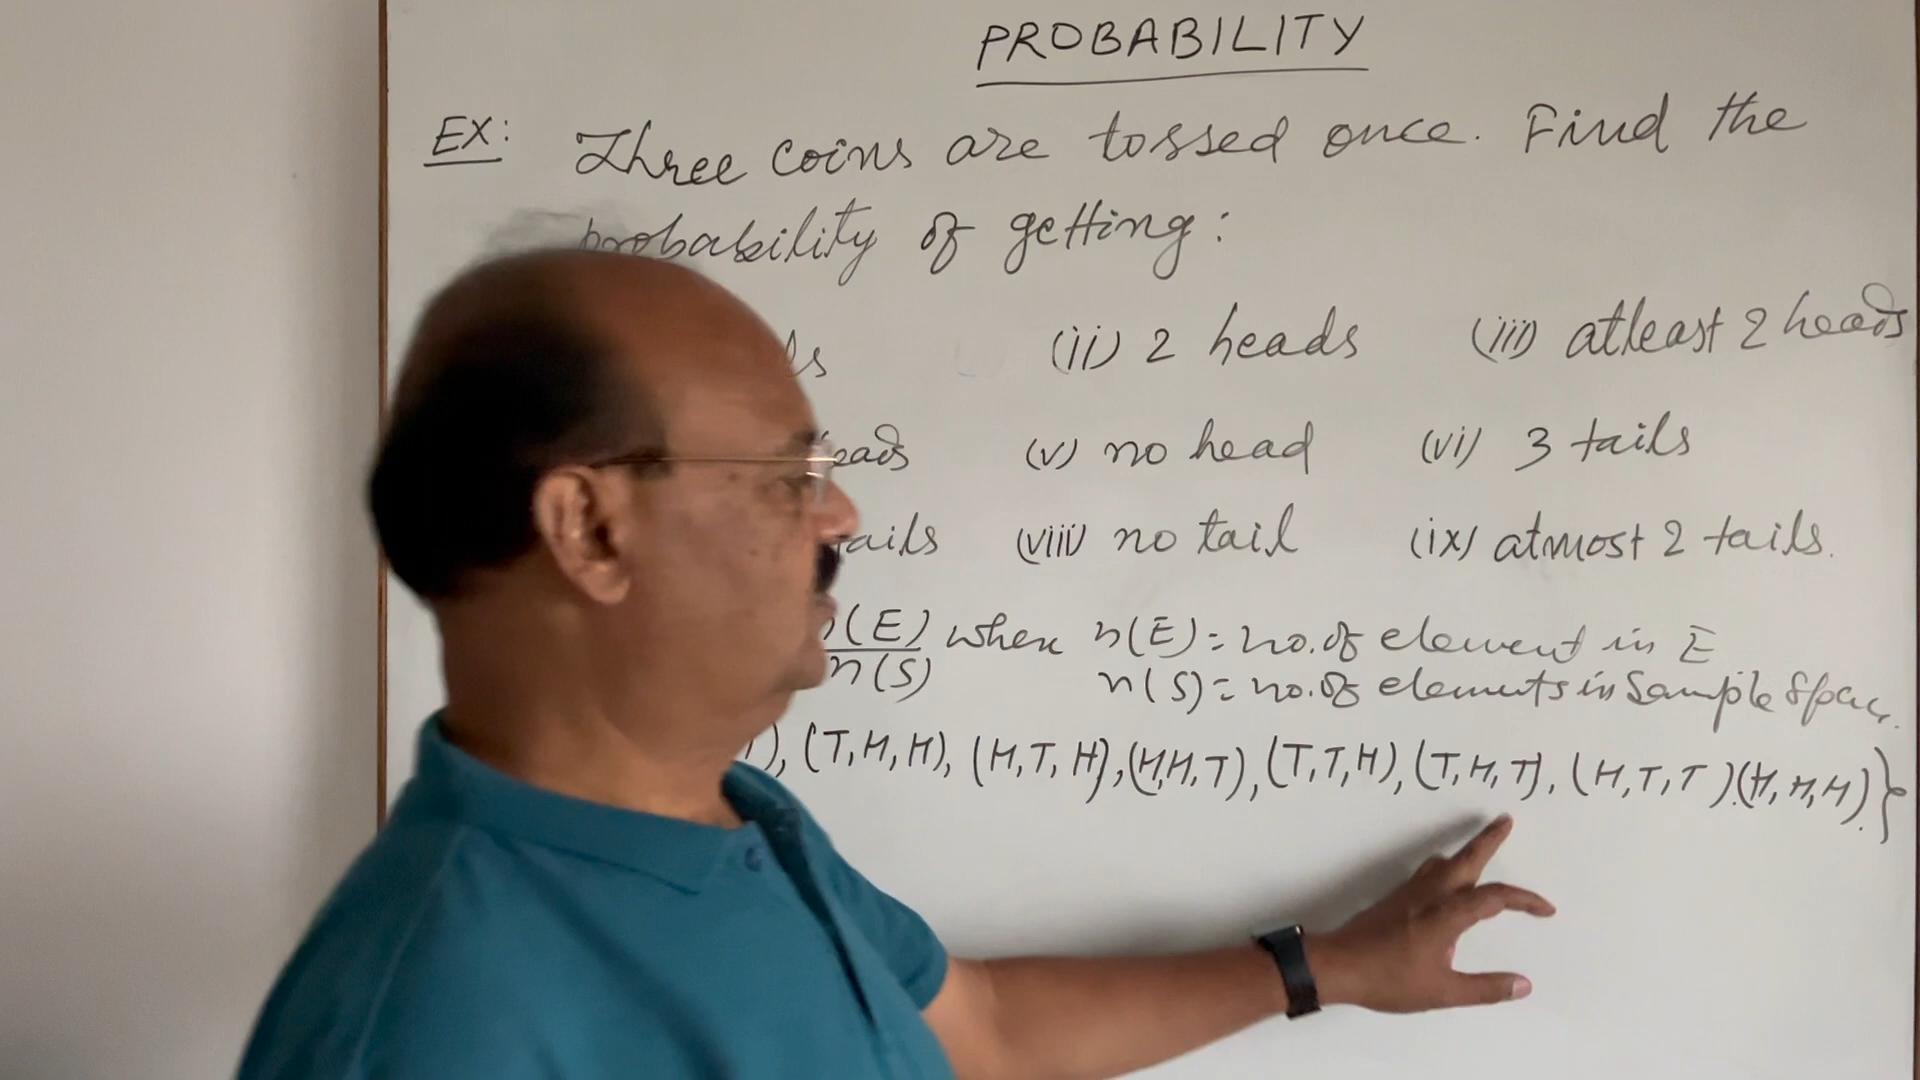 PROBABILITY
EX: Three coins are tossed once. Find the
probability of getting:
(ii) 2 heads (iii) atleast 2 heads
(v) no head (vi) 3 tails
tails (viii) no tail (ix) atmost 2 tails.
n(E)/n(S) when n(E) = no. of element in E
n(S) = no. of elements in Sample Space.
), (T,H,H), (H,T,H), (H,H,T), (T,T,H), (T,H,T), (H,T,T) (H,H,H).}